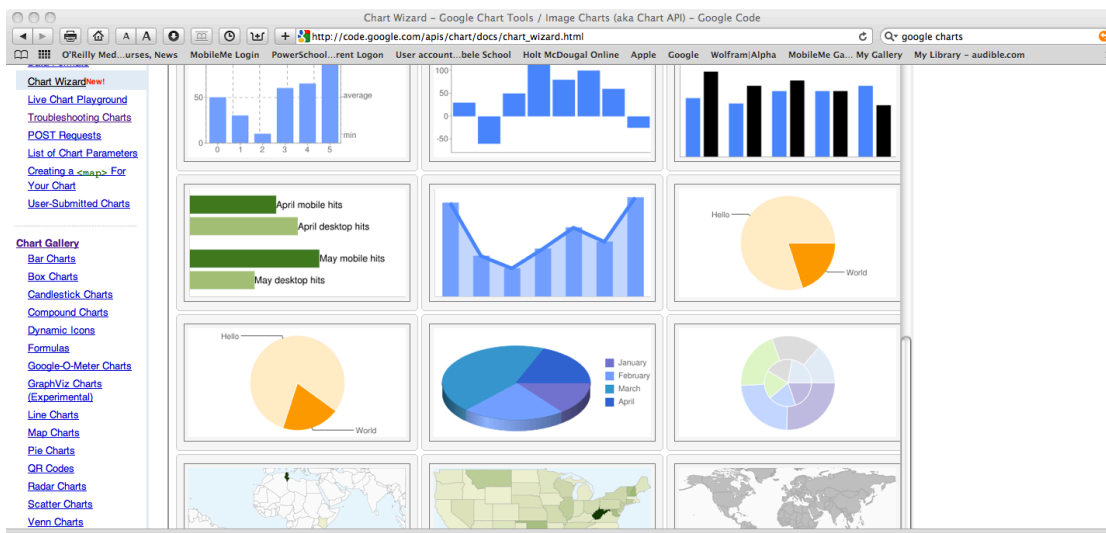 Chart Wizard – Google Chart Tools / Image Charts (aka Chart API) – Google Code
A A
http://code.google.com/apis/chart/docs/chart_wizard.html
google charts
O'Reilly Med...urses, News MobileMe Login PowerSchool...rent Logon User account...bele School Holt McDougal Online Apple Google Wolfram|Alpha MobileMe Ga... My Gallery My Library – audible.com
Chart Wizard New!
Live Chart Playground
Troubleshooting Charts
POST Requests
List of Chart Parameters
Creating a <map> For
Your Chart
User-Submitted Charts
Chart Gallery
Bar Charts
Box Charts
Candlestick Charts
Compound Charts
Dynamic Icons
Formulas
Google-O-Meter Charts
GraphViz Charts
(Experimental)
Line Charts
Map Charts
Pie Charts
QR Codes
Radar Charts
Scatter Charts
Venn Charts
50
0
0 1 2 3 4 5
average
min
100
50
0
-50
April mobile hits
April desktop hits
May mobile hits
May desktop hits
Hello
World
Hello
World
January
February
March
April